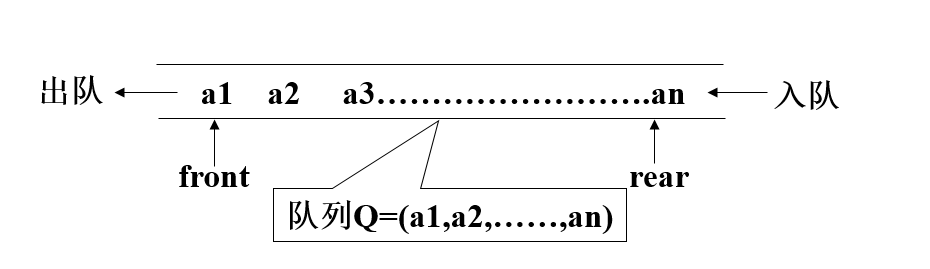 出队 a1 a2 a3…………………….an 入队
front rear
队列Q=(a1,a2,……,an)